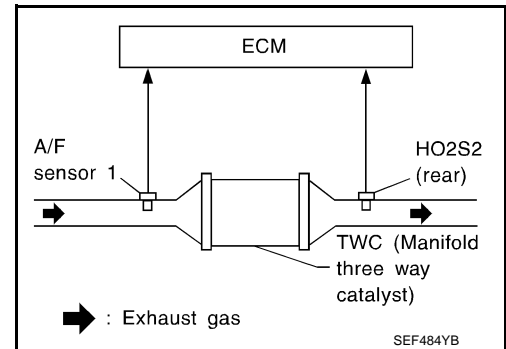 ECM
A/F
sensor 1
HO2S2
(rear)
TWC (Manifold
three way
catalyst)
: Exhaust gas
SEF484YB